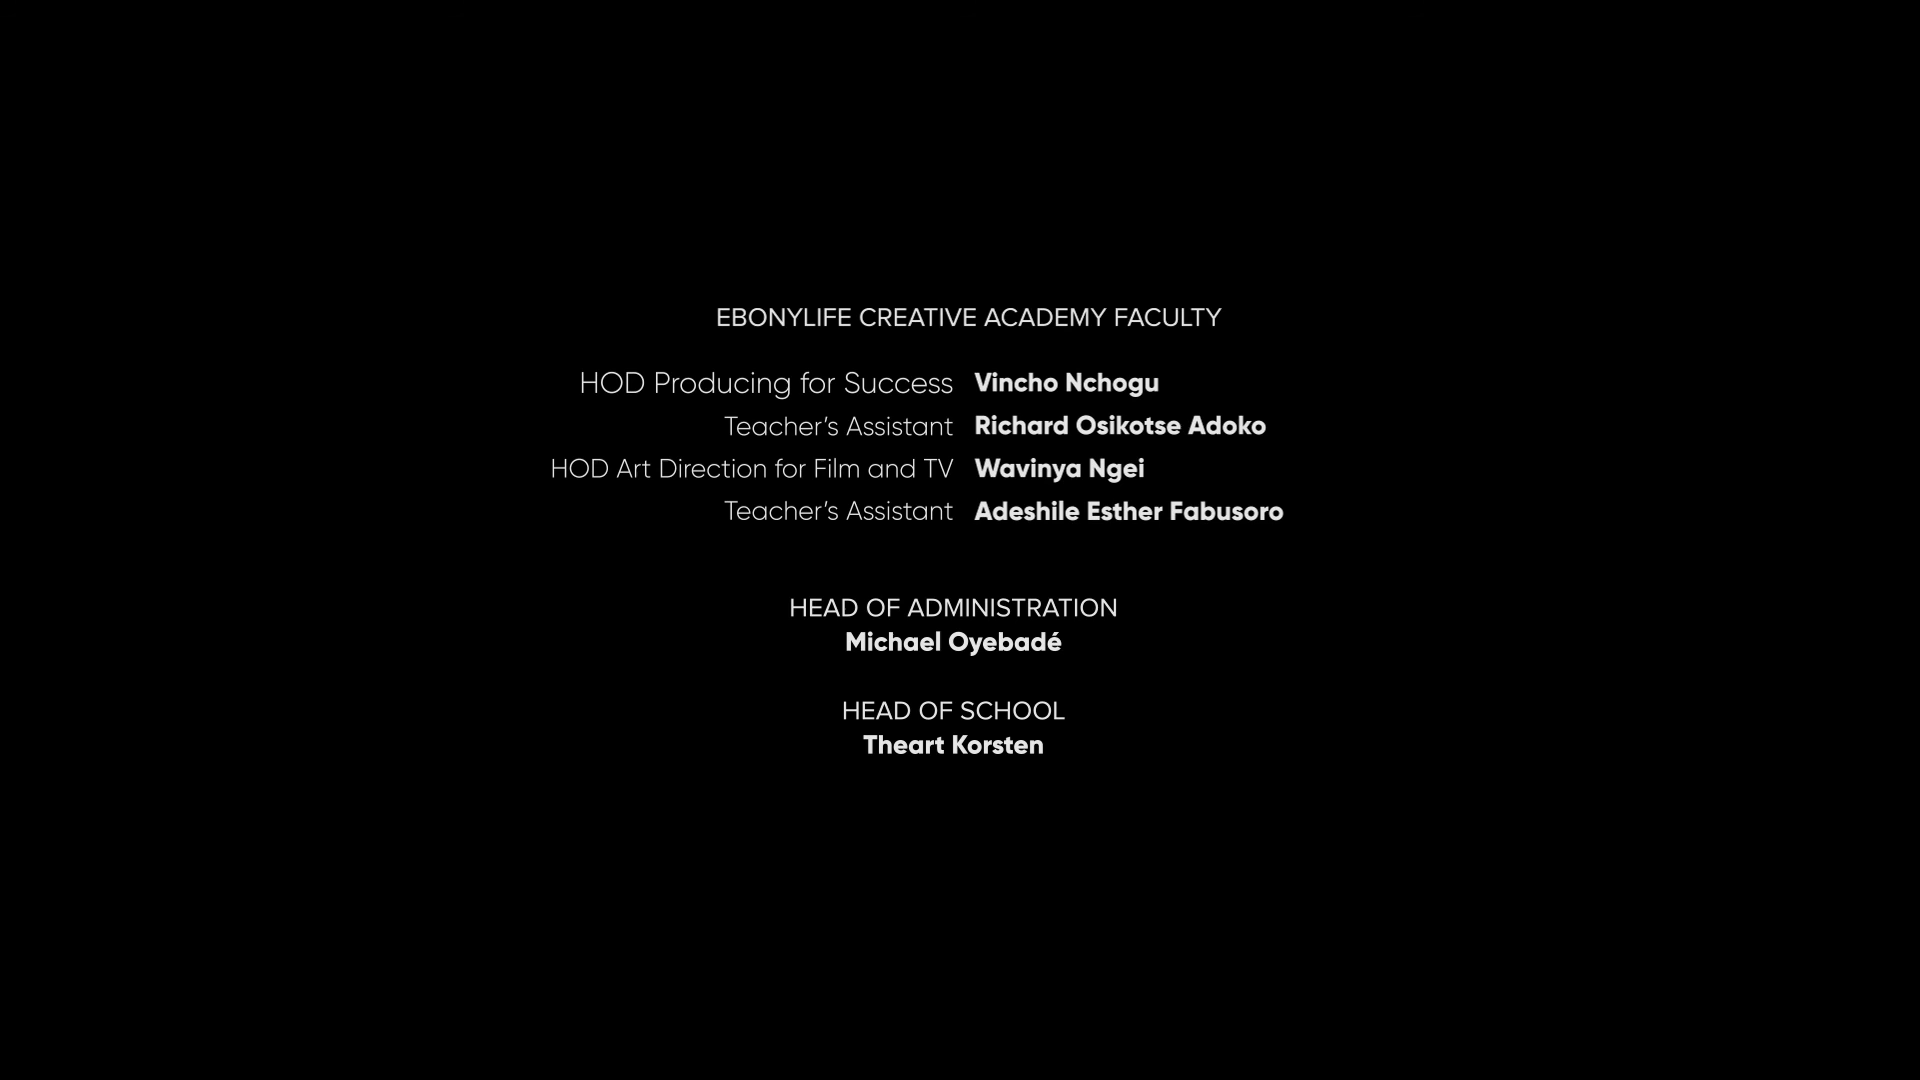 EBONYLIFE CREATIVE ACADEMY FACULTY
HOD Producing for Success Vincho Nchogu
Teacher’s Assistant Richard Osikotse Adoko
HOD Art Direction for Film and TV Wavinya Ngei
Teacher’s Assistant Adeshile Esther Fabusoro
HEAD OF ADMINISTRATION
Michael Oyebadé
HEAD OF SCHOOL
Theart Korsten